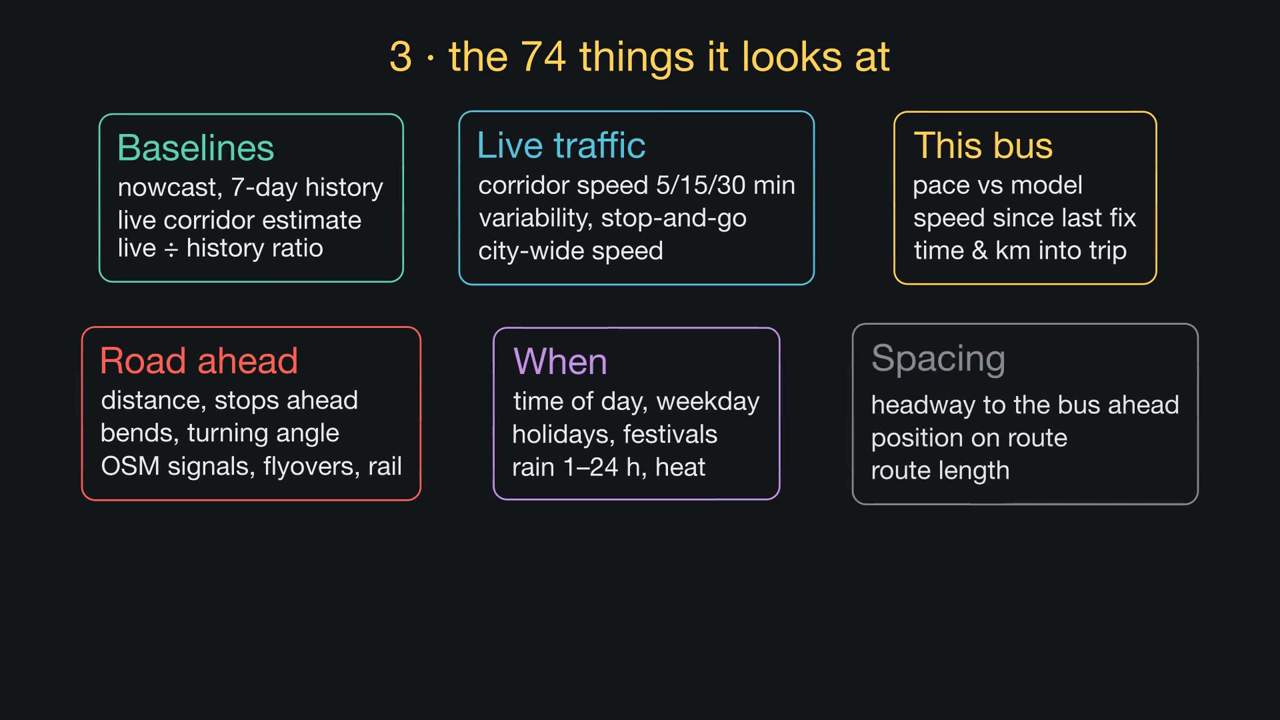 3 · the 74 things it looks at
Baselines
nowcast, 7-day history
live corridor estimate
live ÷ history ratio
Live traffic
corridor speed 5/15/30 min
variability, stop-and-go
city-wide speed
This bus
pace vs model
speed since last fix
time & km into trip
Road ahead
distance, stops ahead
bends, turning angle
OSM signals, flyovers, rail
When
time of day, weekday
holidays, festivals
rain 1–24 h, heat
Spacing
headway to the bus ahead
position on route
route length